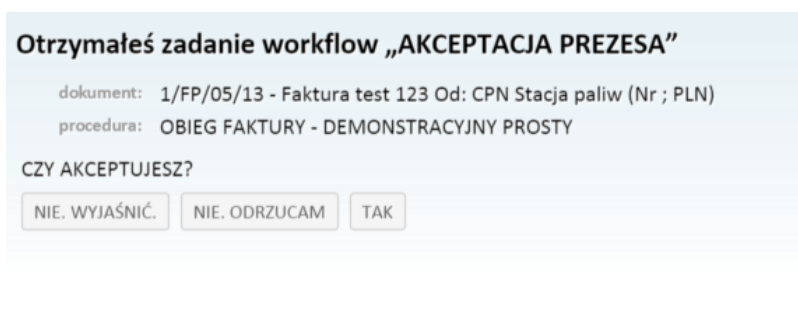 Otrzymałeś zadanie workflow „AKCEPTACJA PREZESA”
dokument: 1/FP/05/13 - Faktura test 123 Od: CPN Stacja paliw (Nr ; PLN)
procedura: OBIEG FAKTURY - DEMONSTRACYJNY PROSTY
CZY AKCEPTUJESZ?
NIE. WYJAŚNIĆ. NIE. ODRZUCAM TAK